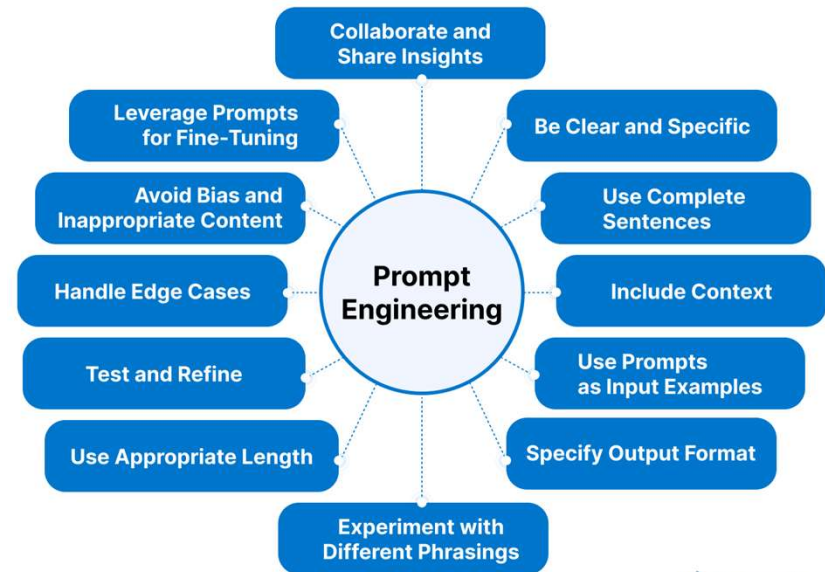 Collaborate and
Share Insights
Leverage Prompts
for Fine-Tuning
Be Clear and Specific
Avoid Bias and
Inappropriate Content
Use Complete
Sentences
Handle Edge Cases
Prompt
Engineering
Include Context
Test and Refine
Use Prompts
as Input Examples
Use Appropriate Length
Specify Output Format
Experiment with
Different Phrasings